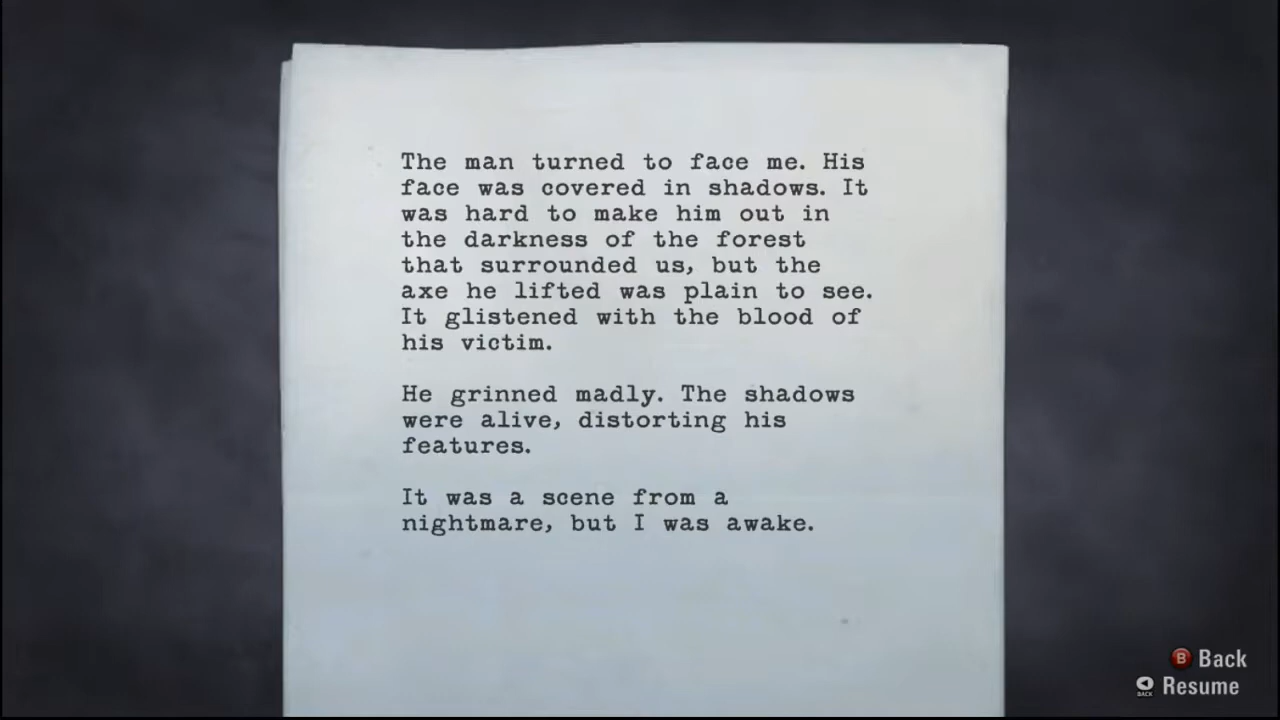 The man turned to face me. His
face was covered in shadows. It
was hard to make him out in
the darkness of the forest
that surrounded us, but the
axe he lifted was plain to see.
It glistened with the blood of
his victim.
He grinned madly. The shadows
were alive, distorting his
features.
It was a scene from a
nightmare, but I was awake.
B Back
BACK Resume